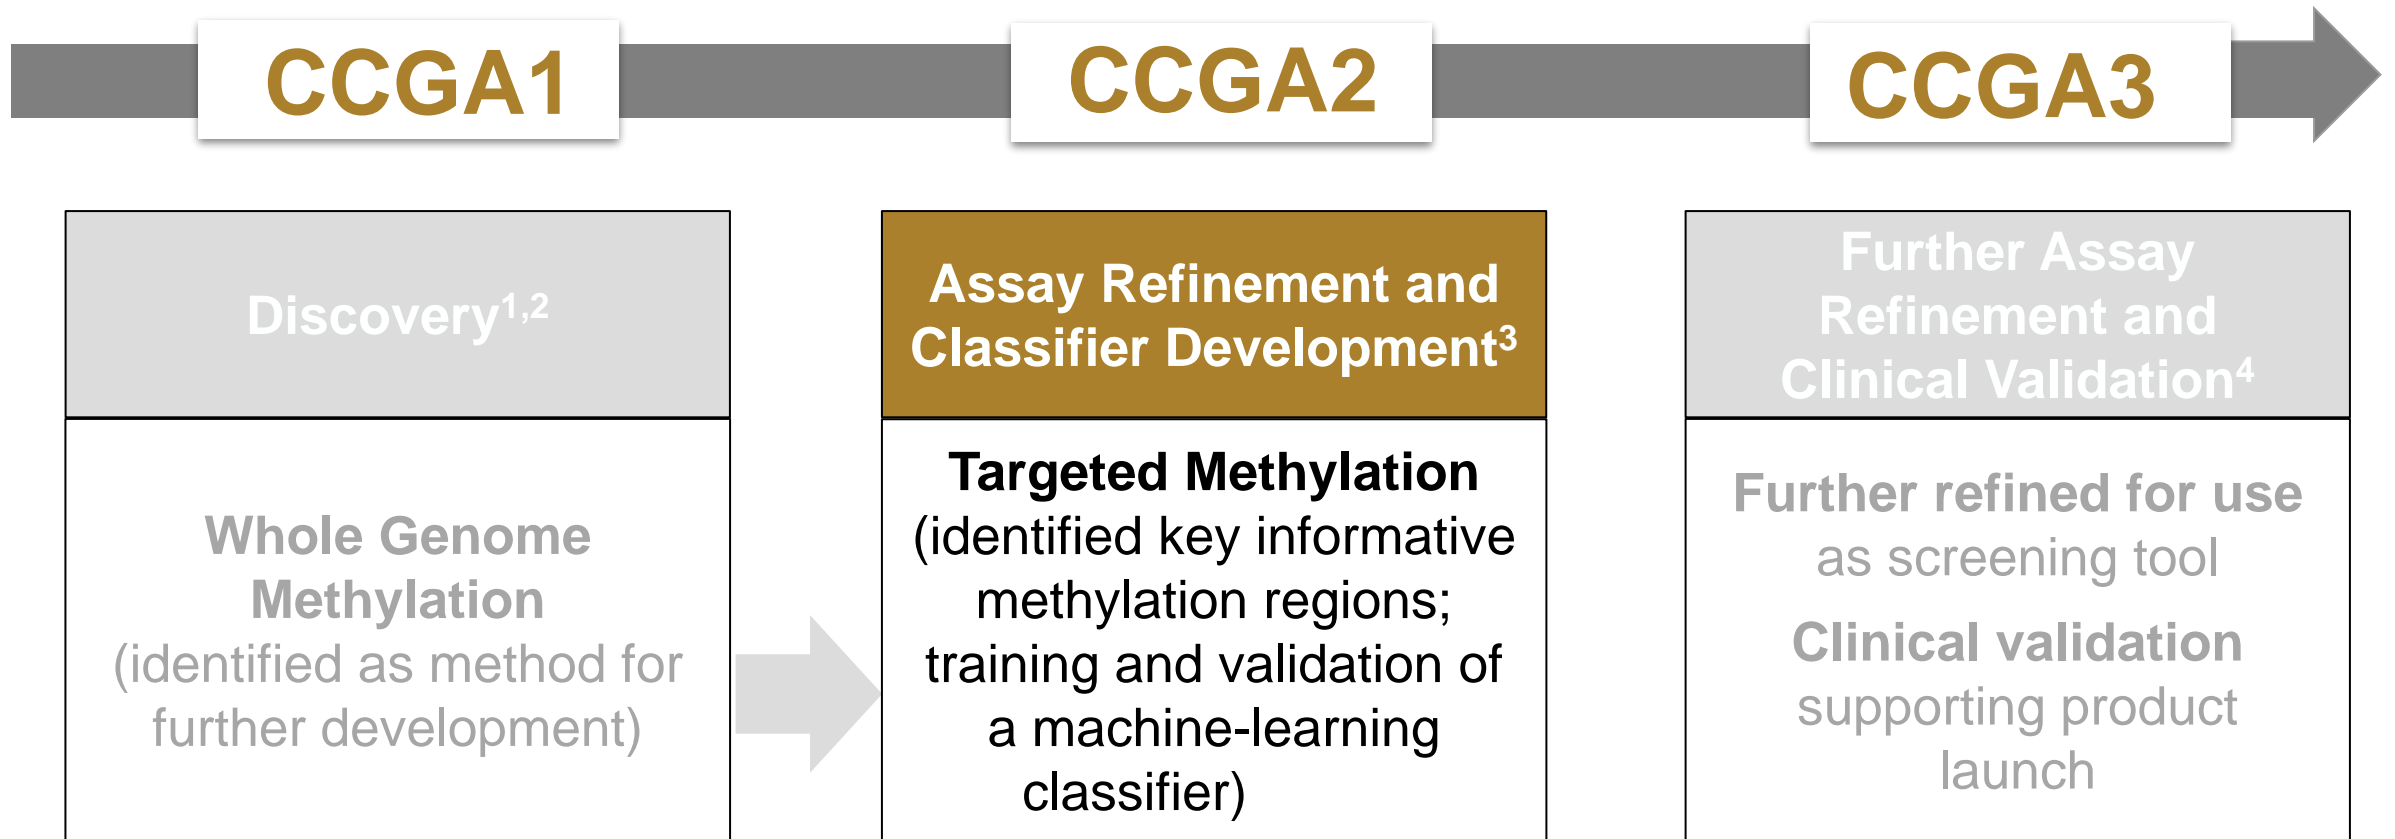 CCGA1
CCGA2
CCGA3
Discovery1,2
Assay Refinement and
Classifier Development3
Further Assay
Refinement and
Clinical Validation4
Whole Genome
Methylation
(identified as method for
further development)
Targeted Methylation
(identified key informative
methylation regions;
training and validation of
a machine-learning
classifier)
Further refined for use
as screening tool
Clinical validation
supporting product
launch